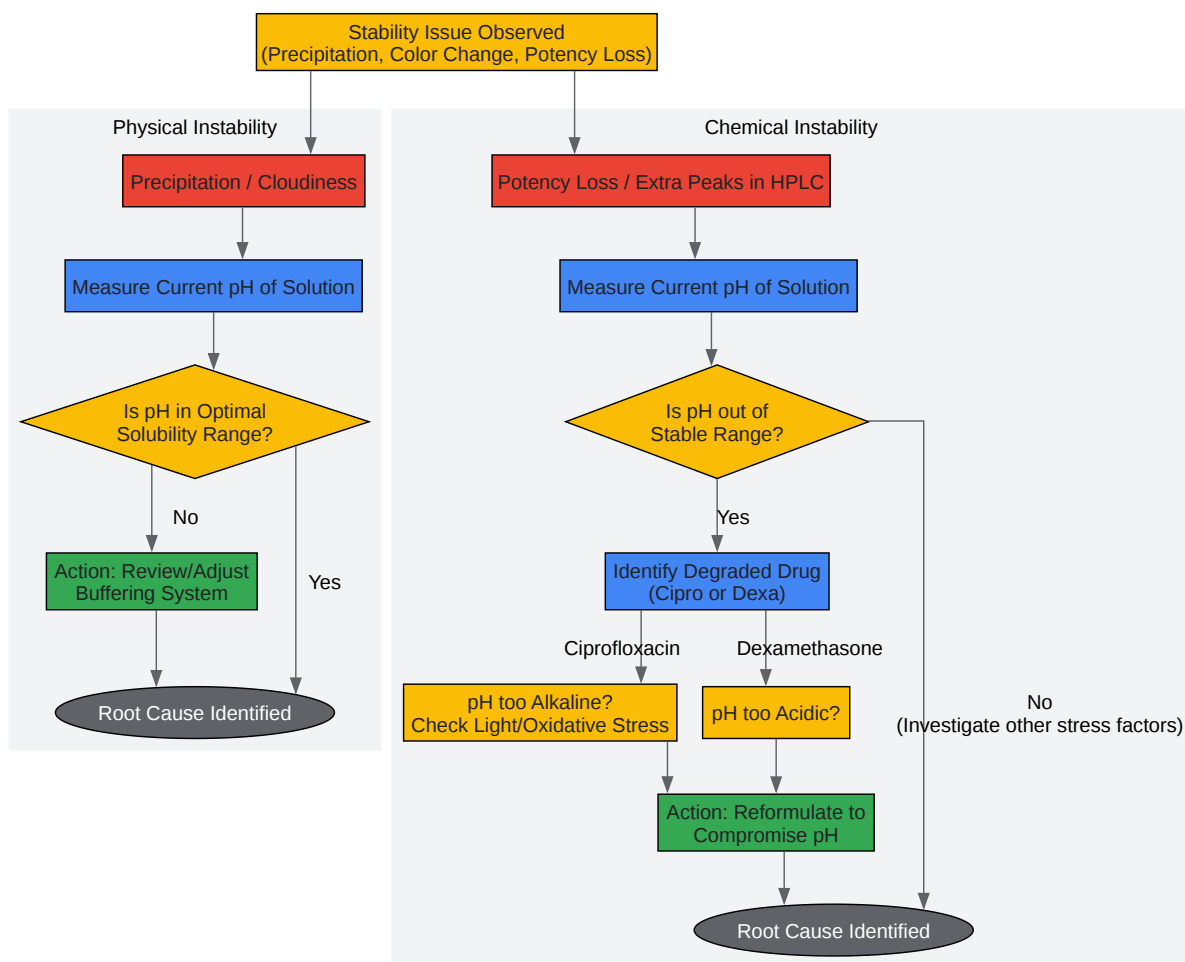 Stability Issue Observed
(Precipitation, Color Change, Potency Loss)
Physical Instability
Precipitation / Cloudiness
Measure Current pH of Solution
Is pH in Optimal
Solubility Range?
No
Yes
Action: Review/Adjust
Buffering System
Root Cause Identified
Chemical Instability
Potency Loss / Extra Peaks in HPLC
Measure Current pH of Solution
Is pH out of
Stable Range?
Yes
Identify Degraded Drug
(Cipro or Dexa)
Ciprofloxacin
Dexamethasone
pH too Alkaline?
Check Light/Oxidative Stress
pH too Acidic?
No
(Investigate other stress factors)
Action: Reformulate to
Compromise pH
Root Cause Identified